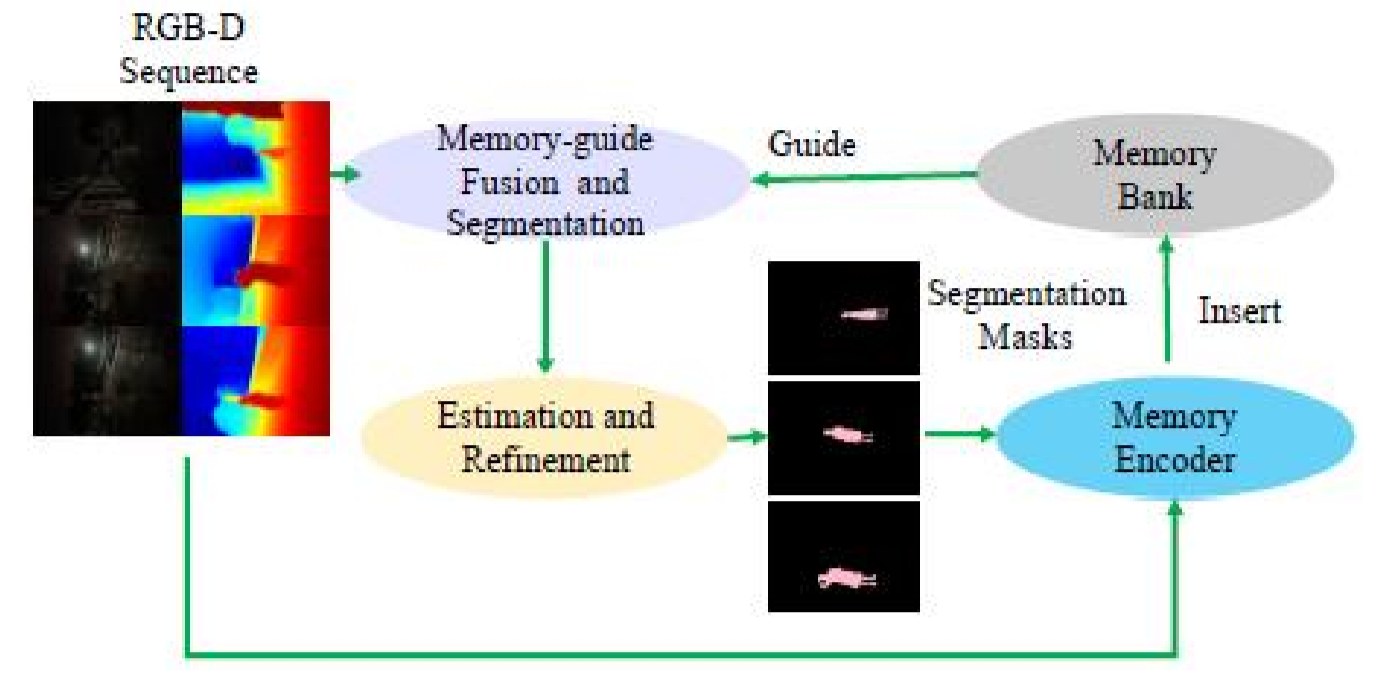 RGB-D
Sequence
Memory-guide
Fusion and
Segmentation
Guide
Memory
Bank
Segmentation
Masks
Insert
Estimation and
Refinement
Memory
Encoder